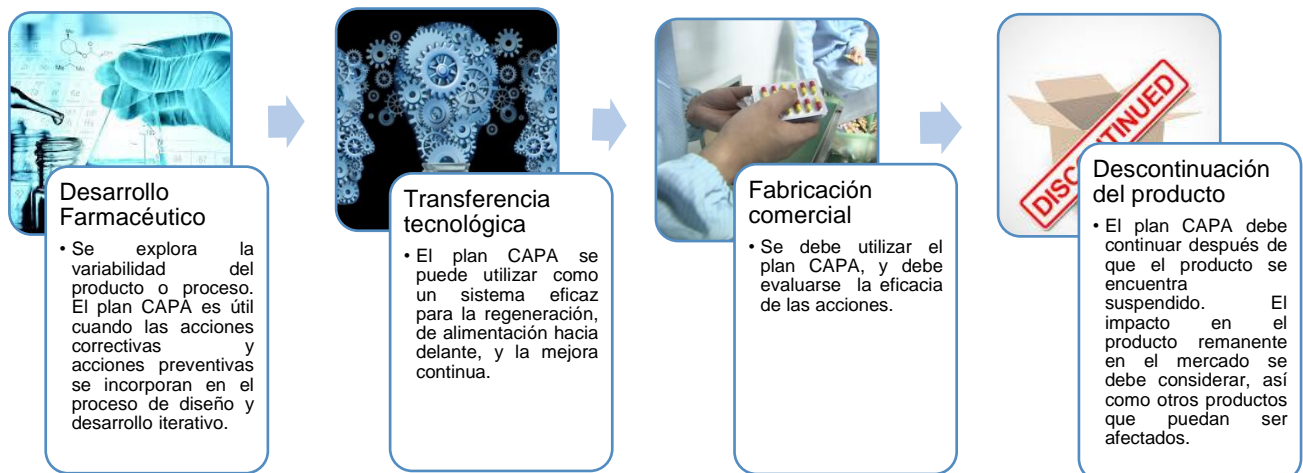 DISCONTINUED
Desarrollo
Farmacéutico
• Se explora la
variabilidad del
producto o proceso.
El plan CAPA es útil
cuando las acciones
correctivas y
acciones preventivas
se incorporan en el
proceso de diseño y
desarrollo iterativo.
Transferencia
tecnológica
• El plan CAPA se
puede utilizar como
un sistema eficaz
para la regeneración,
de alimentación hacia
delante, y la mejora
continua.
Fabricación
comercial
• Se debe utilizar el
plan CAPA, y debe
evaluarse la eficacia
de las acciones.
Descontinuación
del producto
• El plan CAPA debe
continuar después de
que el producto se
encuentra
suspendido. El
impacto en el
producto remanente
en el mercado se
debe considerar, así
como otros productos
que puedan ser
afectados.